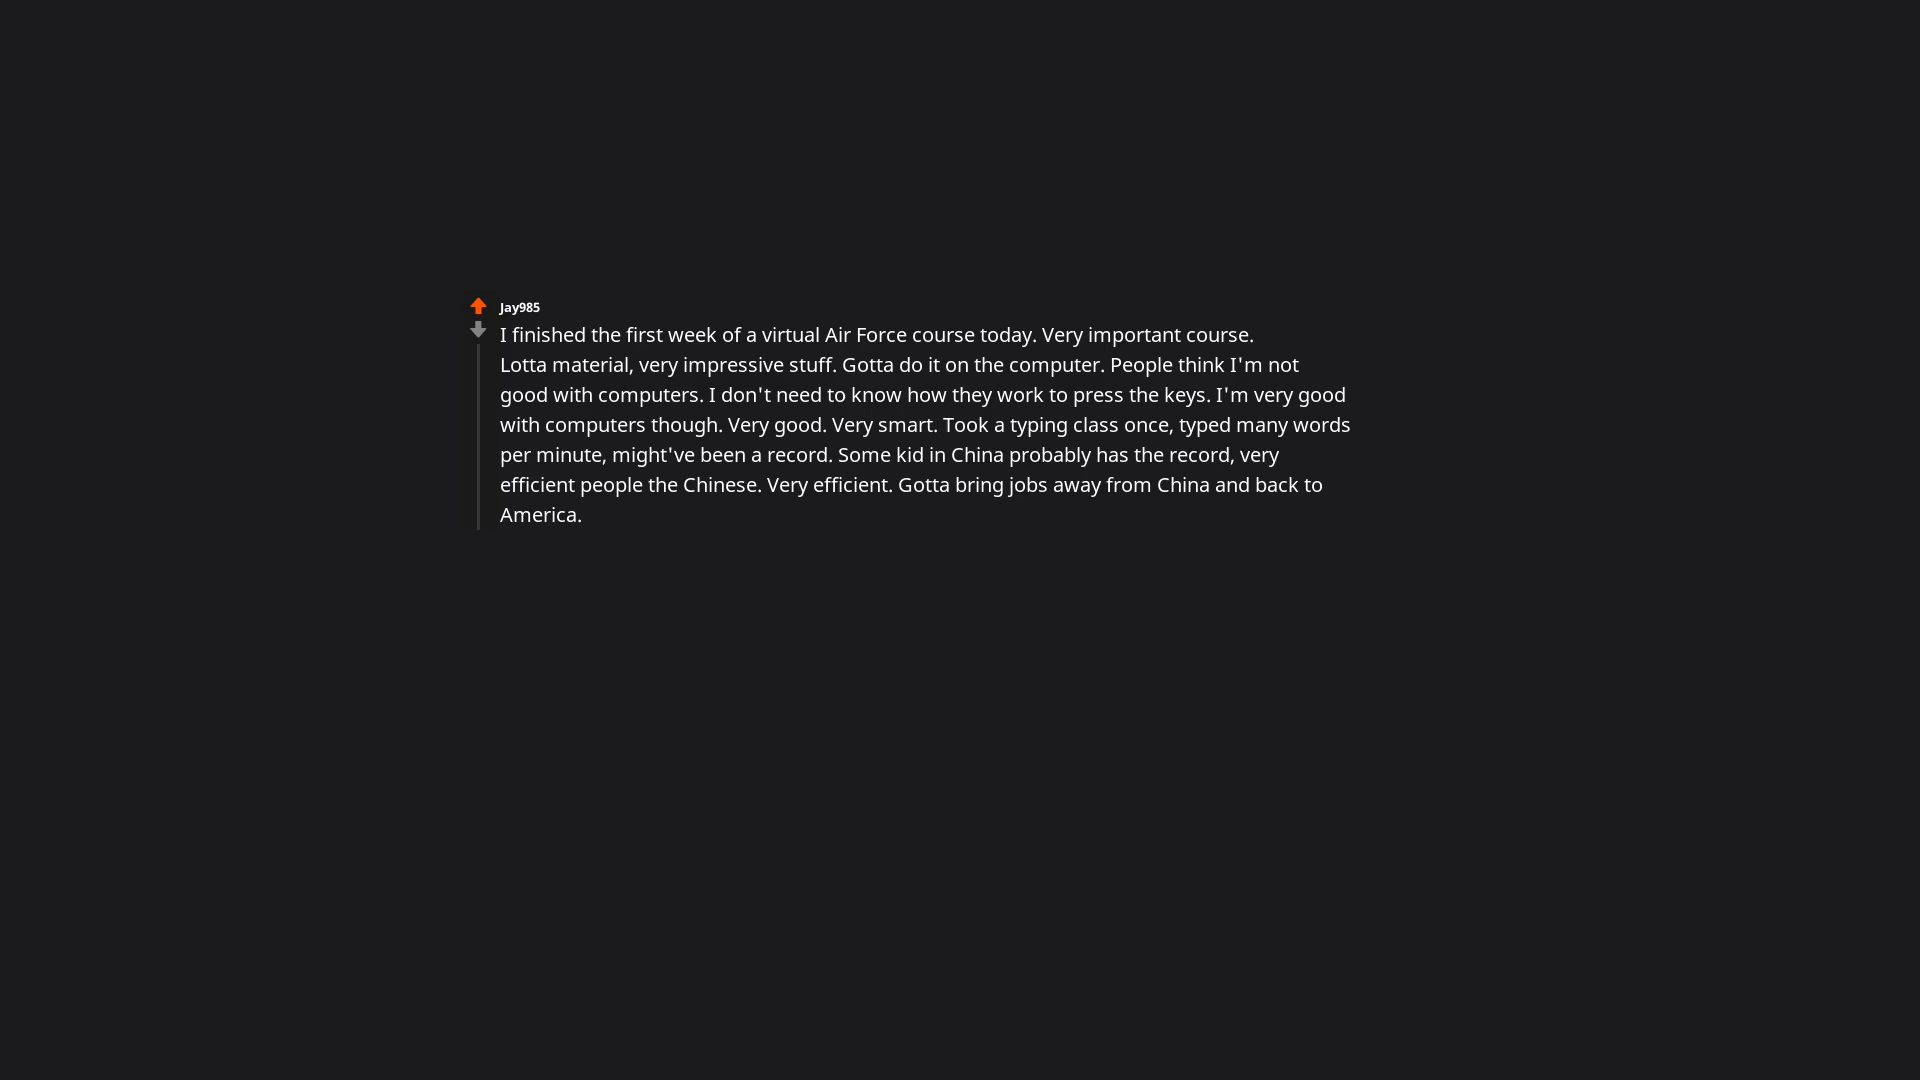 Jay985
I finished the first week of a virtual Air Force course today. Very important course.
Lotta material, very impressive stuff. Gotta do it on the computer. People think I'm not
good with computers. I don't need to know how they work to press the keys. I'm very good
with computers though. Very good. Very smart. Took a typing class once, typed many words
per minute, might've been a record. Some kid in China probably has the record, very
efficient people the Chinese. Very efficient. Gotta bring jobs away from China and back to
America.